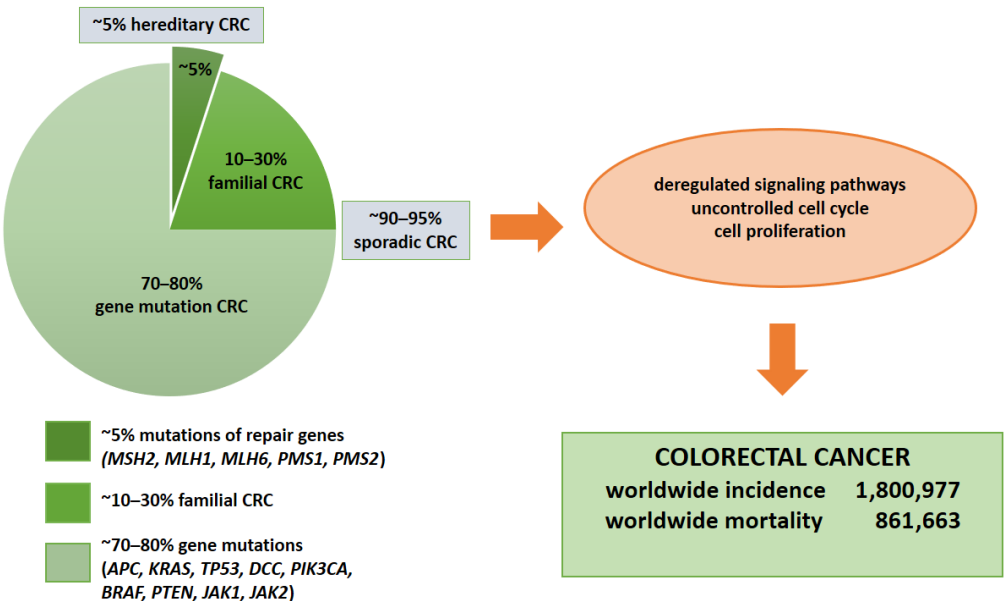 ~5% hereditary CRC
~5%
10–30%
familial CRC
~90–95%
sporadic CRC
70–80%
gene mutation CRC
deregulated signaling pathways
uncontrolled cell cycle
cell proliferation
~5% mutations of repair genes
(MSH2, MLH1, MLH6, PMS1, PMS2)
~10–30% familial CRC
~70–80% gene mutations
(APC, KRAS, TP53, DCC, PIK3CA,
BRAF, PTEN, JAK1, JAK2)
COLORECTAL CANCER
worldwide incidence 1,800,977
worldwide mortality 861,663